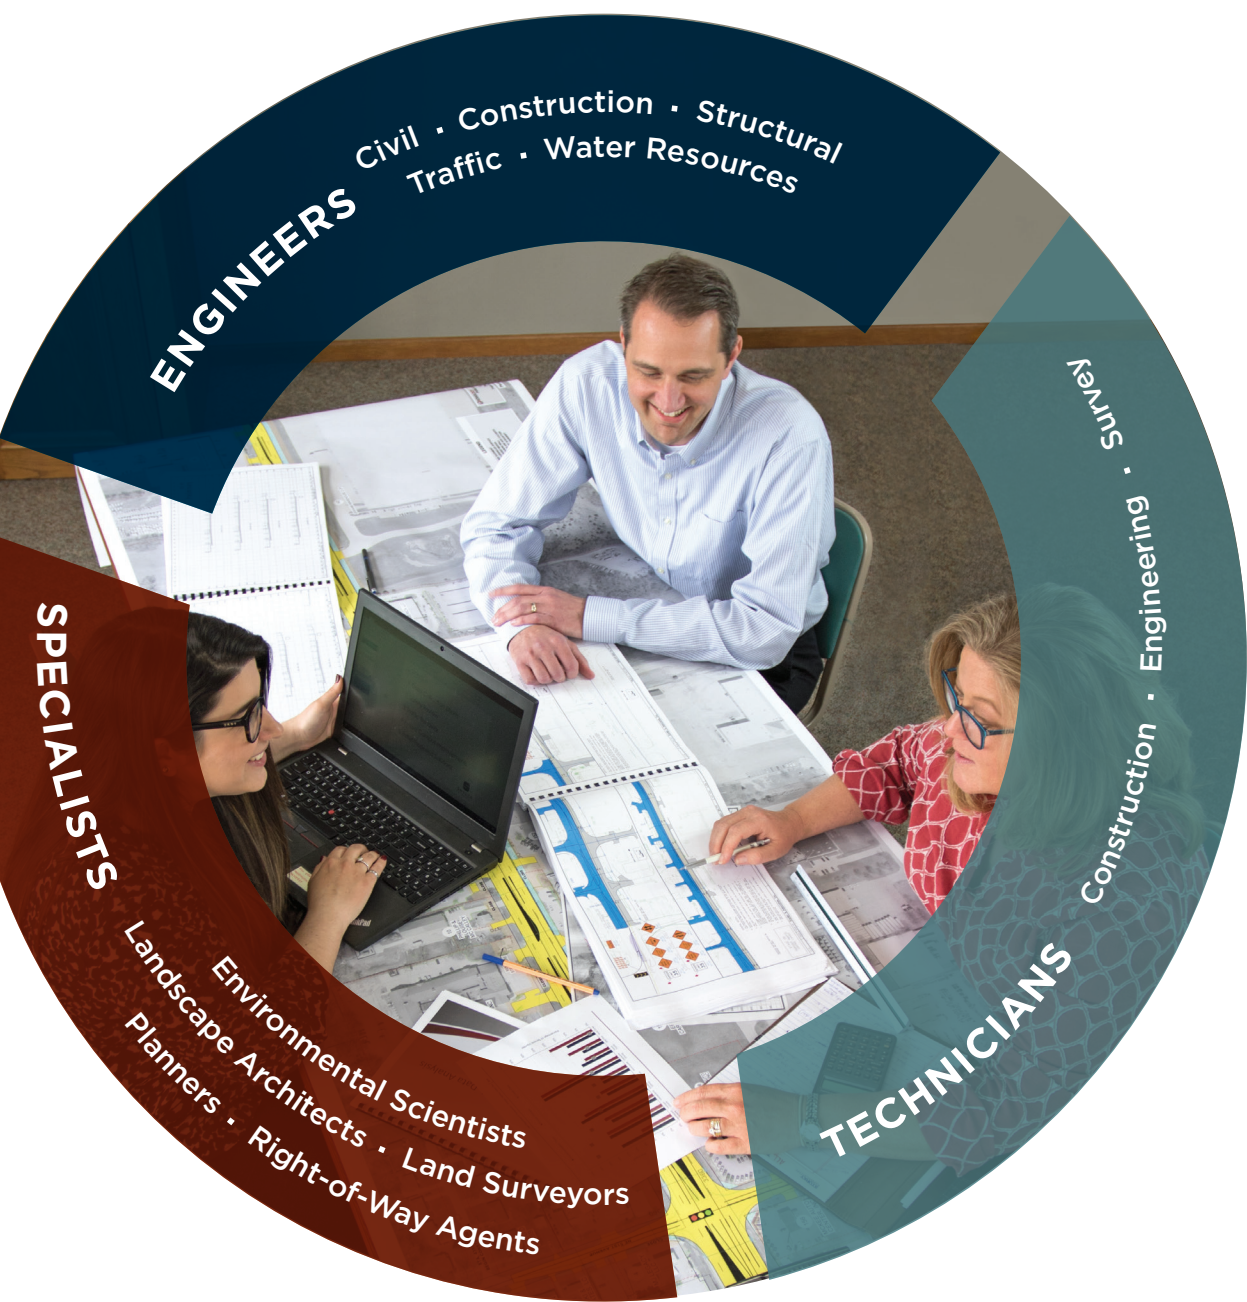 ENGINEERS
Civil · Construction · Structural
Traffic · Water Resources
TECHNICIANS
Construction · Engineering · Survey
SPECIALISTS
Environmental Scientists
Landscape Architects · Land Surveyors
Planners · Right-of-Way Agents